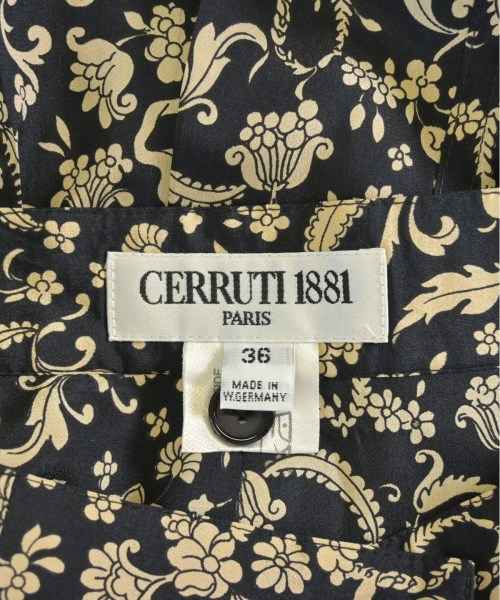 CERRUTI 1881
PARIS
36
MADE IN
W.GERMANY